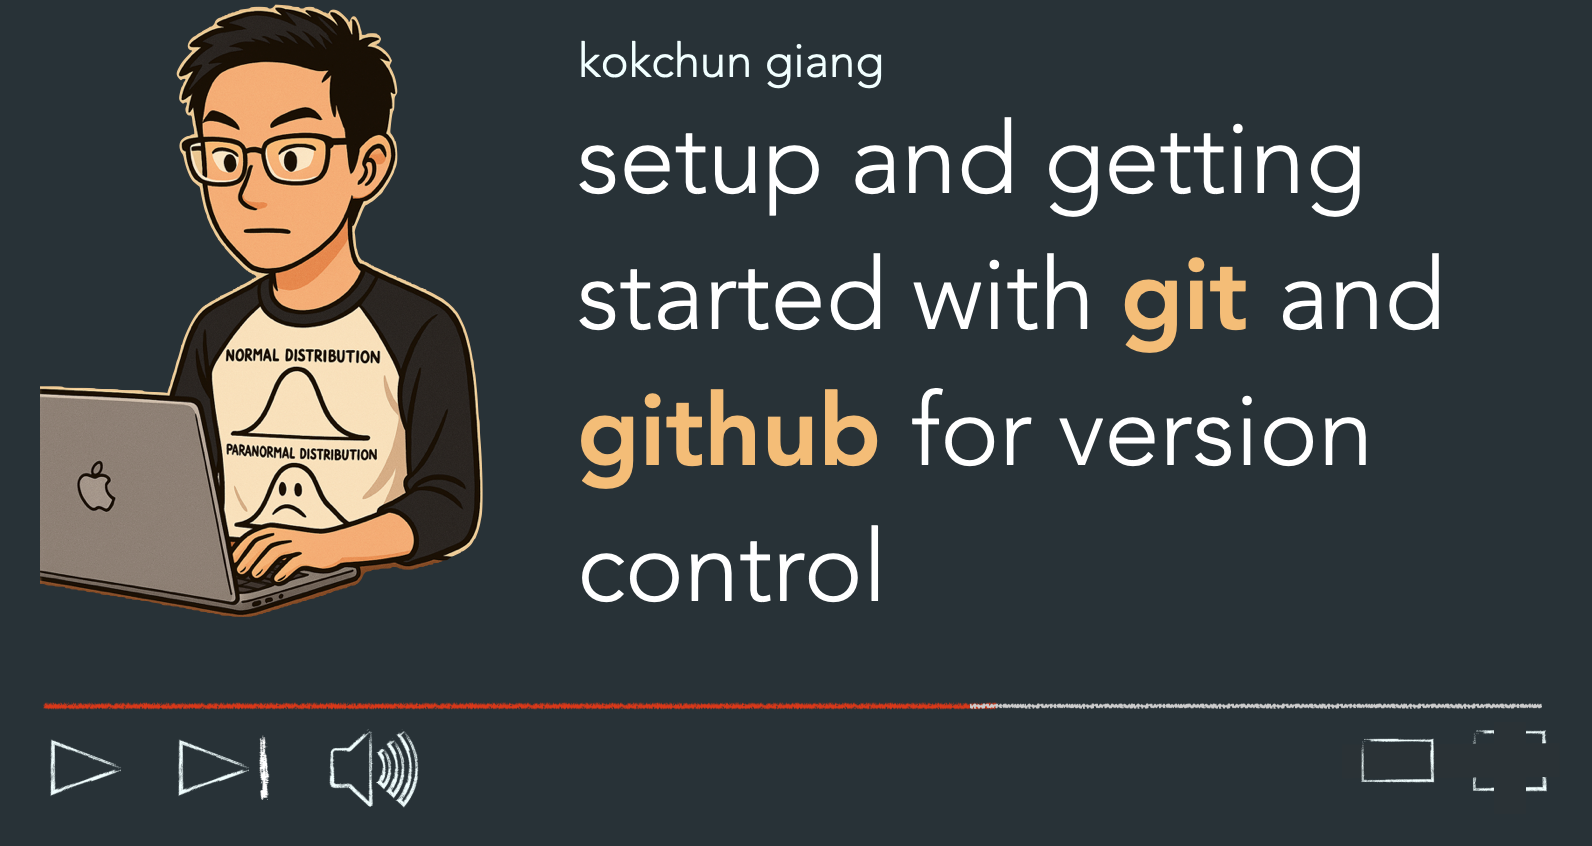 kokchun giang
setup and getting
started with git and
github for version
control
NORMAL DISTRIBUTION
PARANORMAL DISTRIBUTION